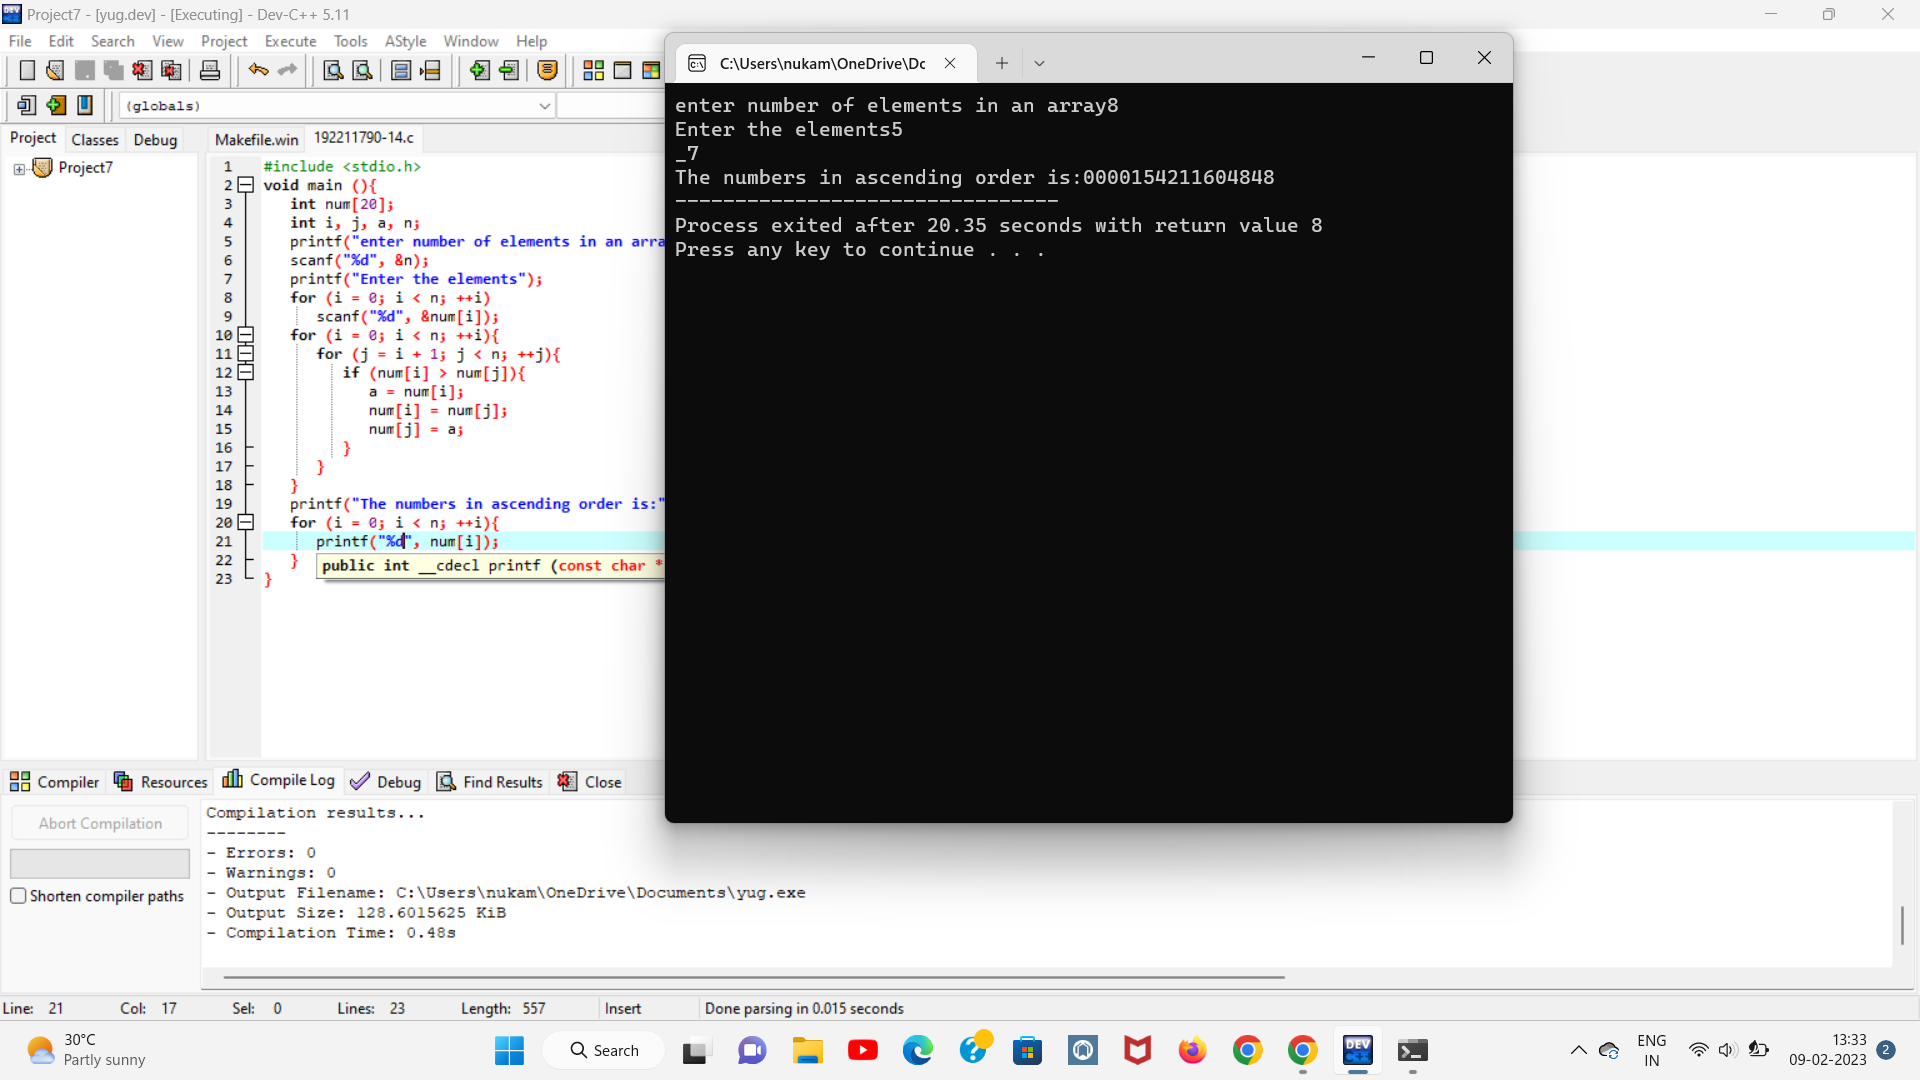 Project7 - [yug.dev] - [Executing] - Dev-C++ 5.11
File Edit Search View Project Execute Tools AStyle Window Help
(globals)
Project Classes Debug
Project7
Makefile.win 192211790-14.c
1 #include <stdio.h>
2 void main (){
3 int num[20];
4 int i, j, a, n;
5 printf("enter number of elements in an arra
6 scanf("%d", &n);
7 printf("Enter the elements");
8 for (i = 0; i < n; ++i)
9 scanf("%d", &num[i]);
10 for (i = 0; i < n; ++i){
11 for (j = i + 1; j < n; ++j){
12 if (num[i] > num[j]){
13 a = num[i];
14 num[i] = num[j];
15 num[j] = a;
16 }
17 }
18 }
19 printf("The numbers in ascending order is:"
20 for (i = 0; i < n; ++i){
21 printf("%d", num[i]);
22 }
23 }
public int __cdecl printf (const char *
C:\Users\nukam\OneDrive\Dc
enter number of elements in an array8
Enter the elements5
_7
The numbers in ascending order is:0000154211604848
--------------------------------
Process exited after 20.35 seconds with return value 8
Press any key to continue . . .
Compiler Resources Compile Log Debug Find Results Close
Abort Compilation
Shorten compiler paths
Compilation results...
--------
- Errors: 0
- Warnings: 0
- Output Filename: C:\Users\nukam\OneDrive\Documents\yug.exe
- Output Size: 128.6015625 KiB
- Compilation Time: 0.48s
Line: 21 Col: 17 Sel: 0 Lines: 23 Length: 557 Insert Done parsing in 0.015 seconds
30°C
Partly sunny
Search
DEV
ENG
IN
13:33
09-02-2023
2